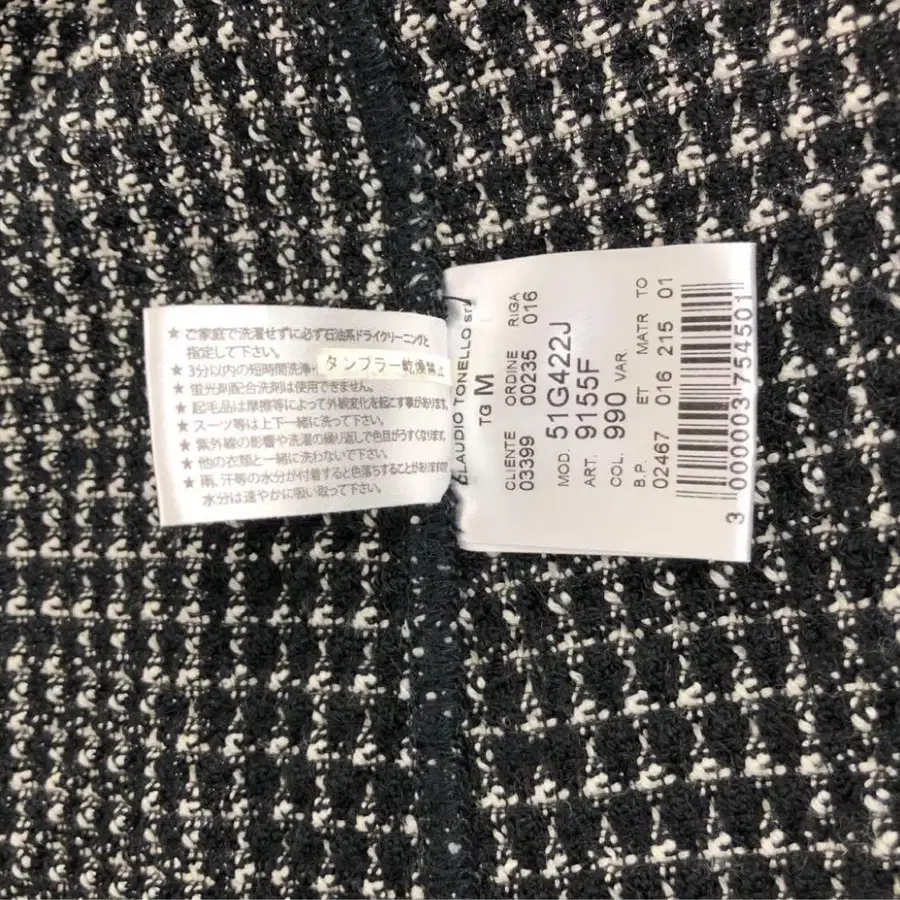 ★ ご家庭で洗濯せずに必ず石油系ドライクリーニングと
指定して下さい。
★ 3分以内の短時間洗浄・
タンブラー乾燥禁止
★ 蛍光剤配合洗剤は使用できません。
★ 起毛品は摩擦等によって外観変化を起こす事があります。
★ スーツ等は上下一緒に洗って下さい。
★ 紫外線の影響や洗濯の繰り返しで色目がうすくなります。
★ 他の衣類と一緒に洗わないで下さい。
★ 雨、汗等の水分が付着すると色落ちすることがありますので
水分は速やかに吸い取って下さい。
CLAUDIO TONELLO srl
TG M
CLIENTE ORDINE RIGA
03399 00235 016
MOD. 51G422J
ART. 9155F
COL. 990 VAR.
B.P. ET MATR TO
02467 016 215 01
3 000003 754501